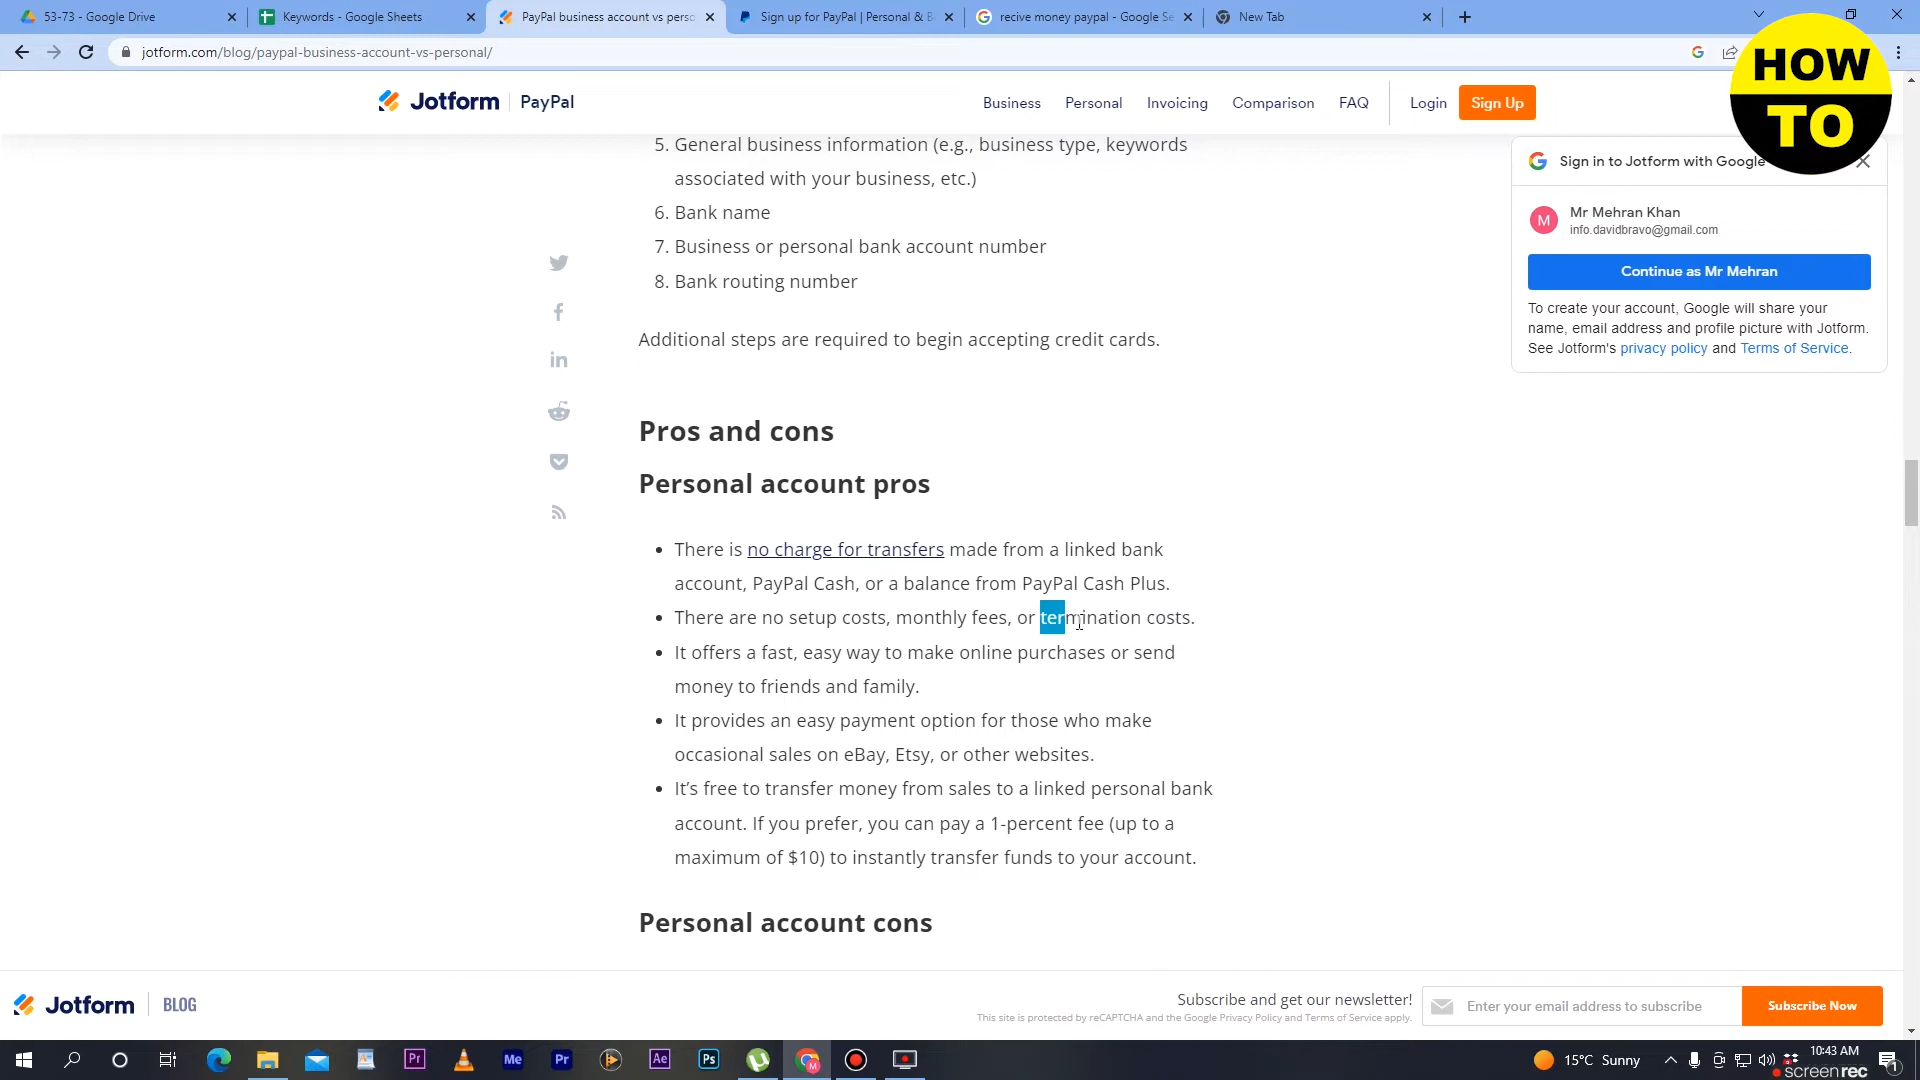 53-73 - Google Drive
Keywords - Google Sheets
PayPal business account vs perso
Sign up for PayPal | Personal & B
recive money paypal - Google Se
New Tab
jotform.com/blog/paypal-business-account-vs-personal/
HOW
TO
Jotform
PayPal
Business
Personal
Invoicing
Comparison
FAQ
Login
Sign Up
5. General business information (e.g., business type, keywords
associated with your business, etc.)
6. Bank name
7. Business or personal bank account number
8. Bank routing number
Additional steps are required to begin accepting credit cards.
Sign in to Jotform with Google
M
Mr Mehran Khan
info.davidbravo@gmail.com
Continue as Mr Mehran
To create your account, Google will share your
name, email address and profile picture with Jotform.
See Jotform's privacy policy and Terms of Service.
Pros and cons
Personal account pros
There is no charge for transfers made from a linked bank
account, PayPal Cash, or a balance from PayPal Cash Plus.
There are no setup costs, monthly fees, or termination costs.
It offers a fast, easy way to make online purchases or send
money to friends and family.
It provides an easy payment option for those who make
occasional sales on eBay, Etsy, or other websites.
It’s free to transfer money from sales to a linked personal bank
account. If you prefer, you can pay a 1-percent fee (up to a
maximum of $10) to instantly transfer funds to your account.
Personal account cons
Jotform
BLOG
Subscribe and get our newsletter!
This site is protected by reCAPTCHA and the Google Privacy Policy and Terms of Service apply.
Enter your email address to subscribe
Subscribe Now
Pr
Me
Pr
Ae
Ps
M
15°C Sunny
10:43 AM
screenrec
1